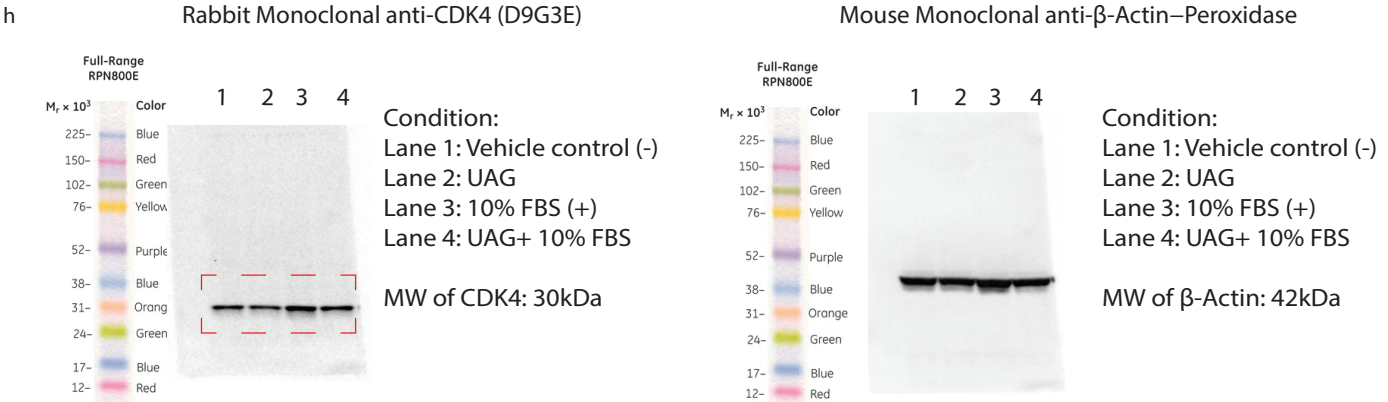 h
Rabbit Monoclonal anti-CDK4 (D9G3E)
Full-Range
RPN800E
Mr × 10³ Color
225– Blue
150– Red
102– Green
76– Yellow
52– Purple
38– Blue
31– Orang
24– Green
17– Blue
12– Red
1 2 3 4
Condition:
Lane 1: Vehicle control (-)
Lane 2: UAG
Lane 3: 10% FBS (+)
Lane 4: UAG+ 10% FBS
MW of CDK4: 30kDa
Mouse Monoclonal anti-β-Actin−Peroxidase
Full-Range
RPN800E
Mr × 10³ Color
225– Blue
150– Red
102– Green
76– Yellow
52– Purple
38– Blue
31– Orange
24– Green
17– Blue
12– Red
1 2 3 4
Condition:
Lane 1: Vehicle control (-)
Lane 2: UAG
Lane 3: 10% FBS (+)
Lane 4: UAG+ 10% FBS
MW of β-Actin: 42kDa